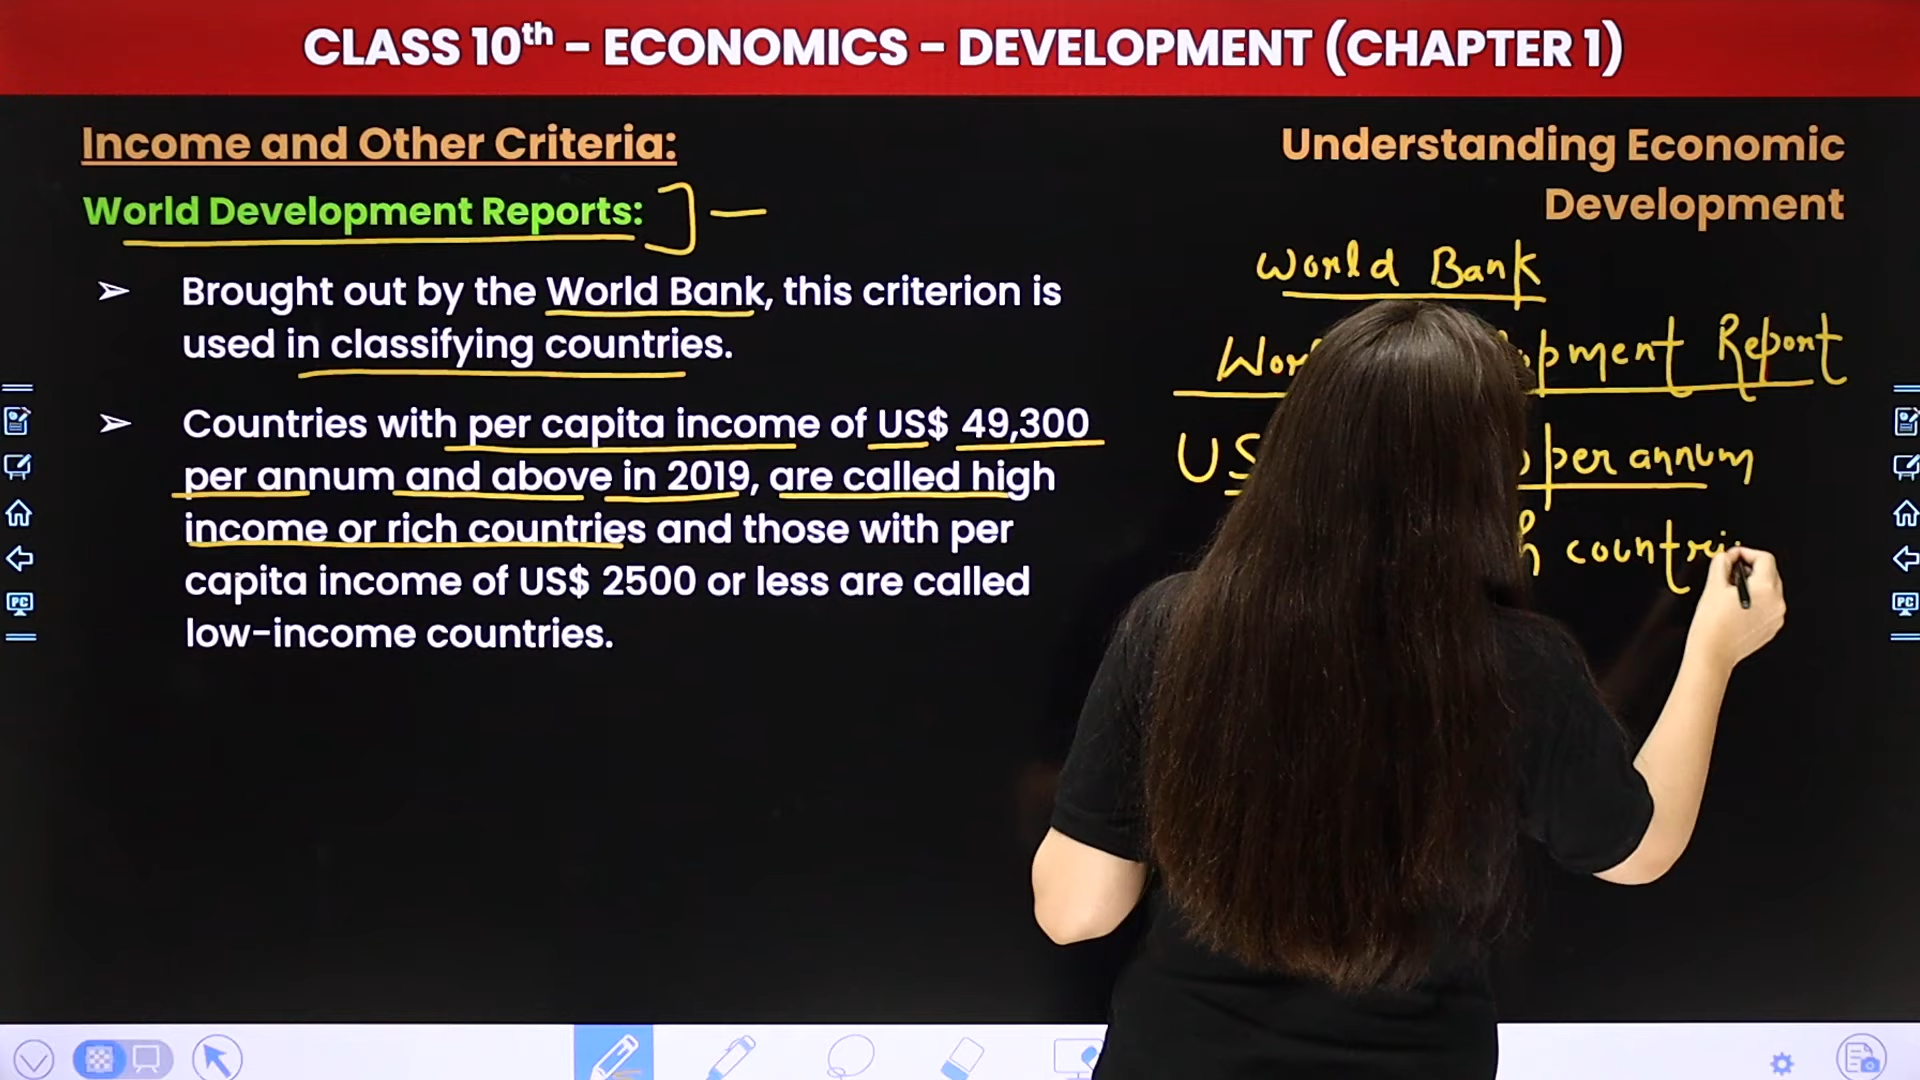 CLASS 10th - ECONOMICS - DEVELOPMENT (CHAPTER 1)
Income and Other Criteria:
World Development Reports:
➢ Brought out by the World Bank, this criterion is
used in classifying countries.
➢ Countries with per capita income of US$ 49,300
per annum and above in 2019, are called high
income or rich countries and those with per
capita income of US$ 2500 or less are called
low-income countries.
Understanding Economic
Development
World Bank
Report
US
per annum
PC
PC